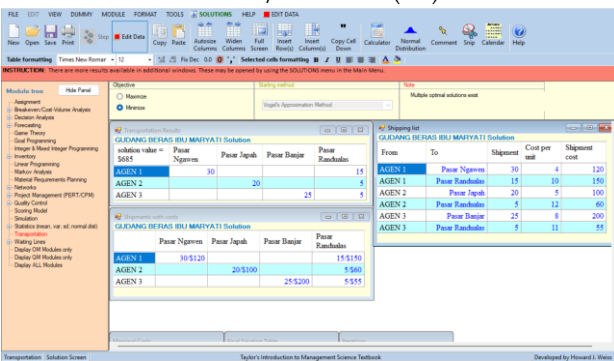 FILE EDIT VIEW DUMMY MODULE FORMAT TOOLS SOLUTIONS HELP EDIT DATA
New Open Save Print Step Edit Data Copy Paste Autosize Columns Widen Columns Full Screen Insert Row(s) Insert Column(s) Copy Cell Down Calculator Normal Distribution Comment Snip Calendar Help
Table formatting Times New Romar 12 Fix Dec 0.0 Selected cells formatting B I U
INSTRUCTION: There are more results available in additional windows. These may be opened by using the SOLUTIONS menu in the Main Menu.
Module tree Hide Panel
Assignment
Breakeven/Cost-Volume Analysis
Decision Analysis
Forecasting
Game Theory
Goal Programming
Integer & Mixed Integer Programming
Inventory
Linear Programming
Markov Analysis
Material Requirements Planning
Networks
Project Management (PERT/CPM)
Quality Control
Scoring Model
Simulation
Statistics (mean, var, sd; normal dist)
Transportation
Waiting Lines
Display OM Modules only
Display QM Modules only
Display ALL Modules
Objective
Maximize
Minimize
Starting method
Vogel's Approximation Method
Note
Multiple optimal solutions exist
Transportation Results
GUDANG BERAS IBU MARYATI Solution
solution value = $685 Pasar Ngawen Pasar Japah Pasar Banjar Pasar Randualas
AGEN 1 30 15
AGEN 2 20 5
AGEN 3 25 5
Shipments with costs
GUDANG BERAS IBU MARYATI Solution
Pasar Ngawen Pasar Japah Pasar Banjar Pasar Randualas
AGEN 1 30/$120 15/$150
AGEN 2 20/$100 5/$60
AGEN 3 25/$200 5/$55
Shipping list
GUDANG BERAS IBU MARYATI Solution
From To Shipment Cost per unit Shipment cost
AGEN 1 Pasar Ngawen 30 4 120
AGEN 1 Pasar Randualas 15 10 150
AGEN 2 Pasar Japah 20 5 100
AGEN 2 Pasar Randualas 5 12 60
AGEN 3 Pasar Banjar 25 8 200
AGEN 3 Pasar Randualas 5 11 55
Marginal Costs Final Solution Table Iterations
Transportation Solution Screen Taylor's Introduction to Management Science Textbook Developed by Howard J. Weiss